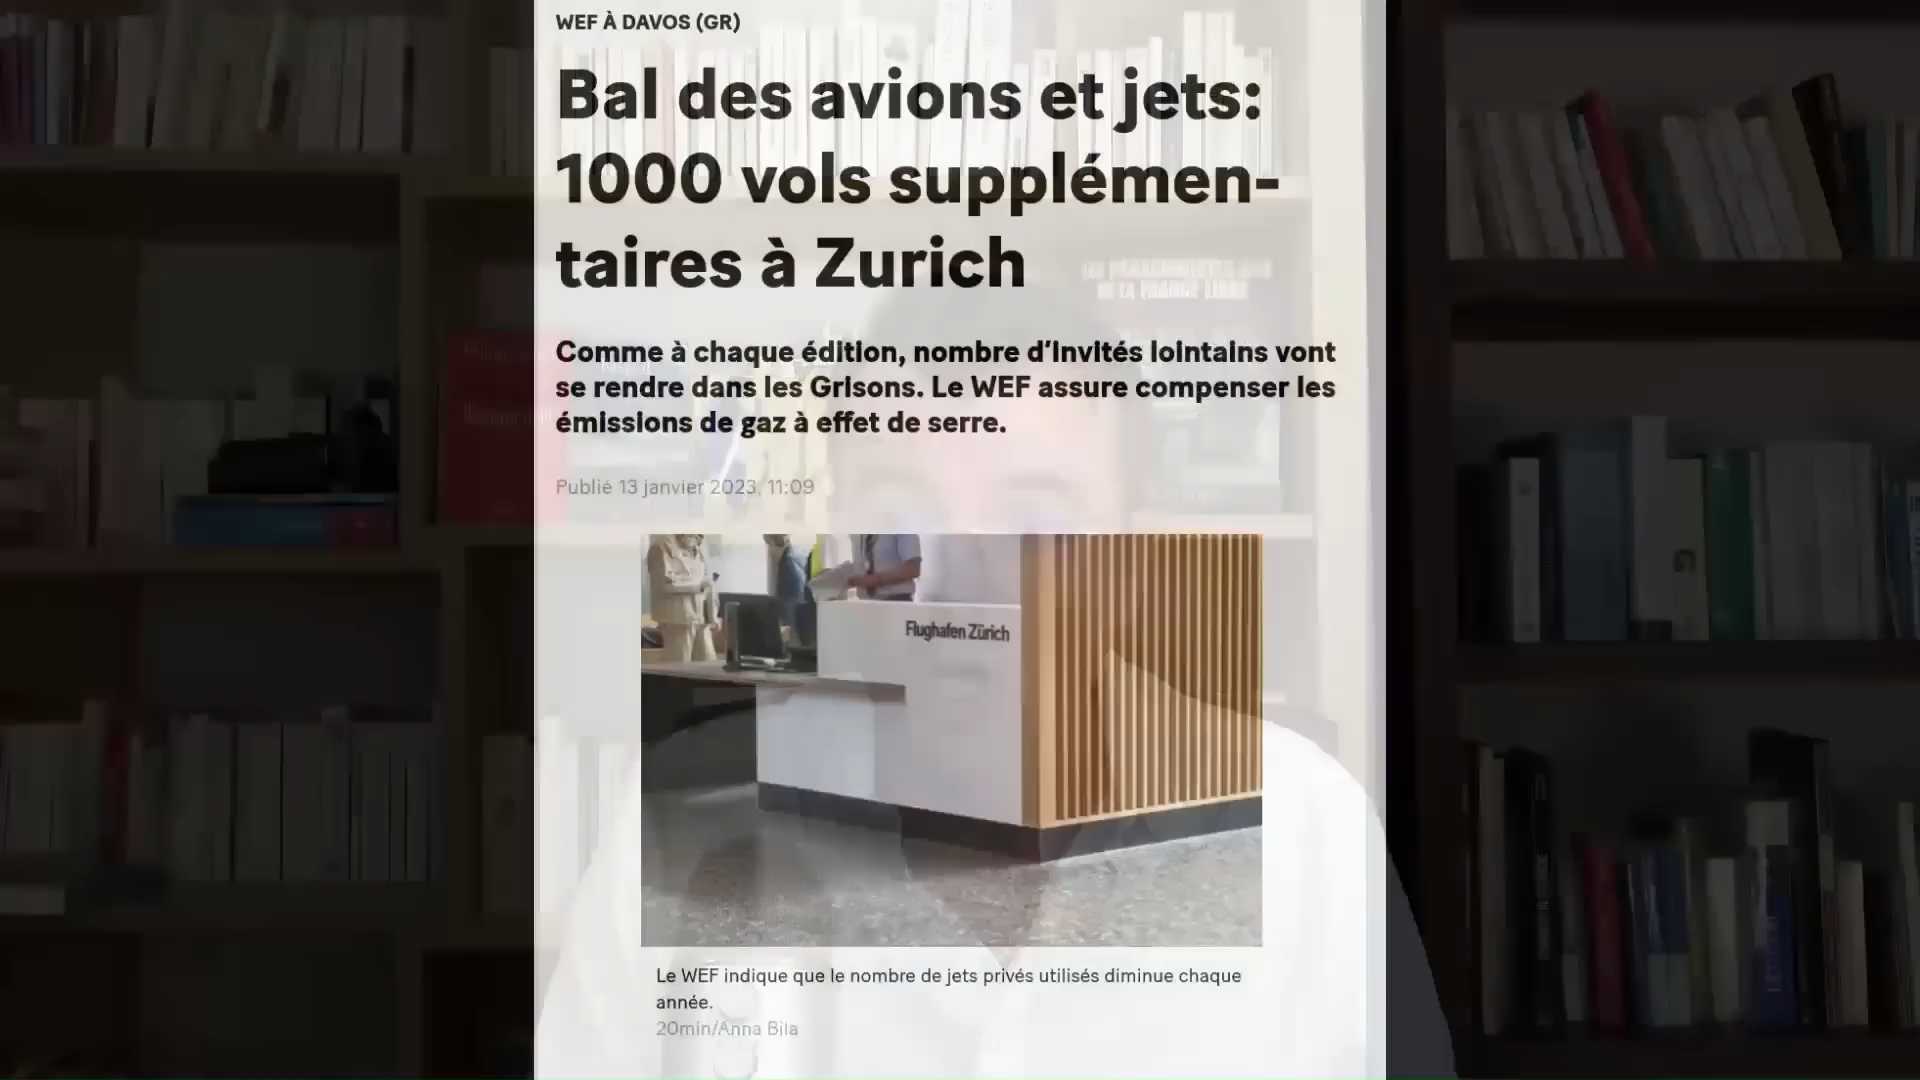 WEF À DAVOS (GR)
Bal des avions et jets:
1000 vols supplémen-
taires à Zurich
Comme à chaque édition, nombre d'invités lointains vont
se rendre dans les Grisons. Le WEF assure compenser les
émissions de gaz à effet de serre.
Publié 13 janvier 2023, 11:09
Flughafen Zürich
Le WEF indique que le nombre de jets privés utilisés diminue chaque
année.
20min/Anna Bila